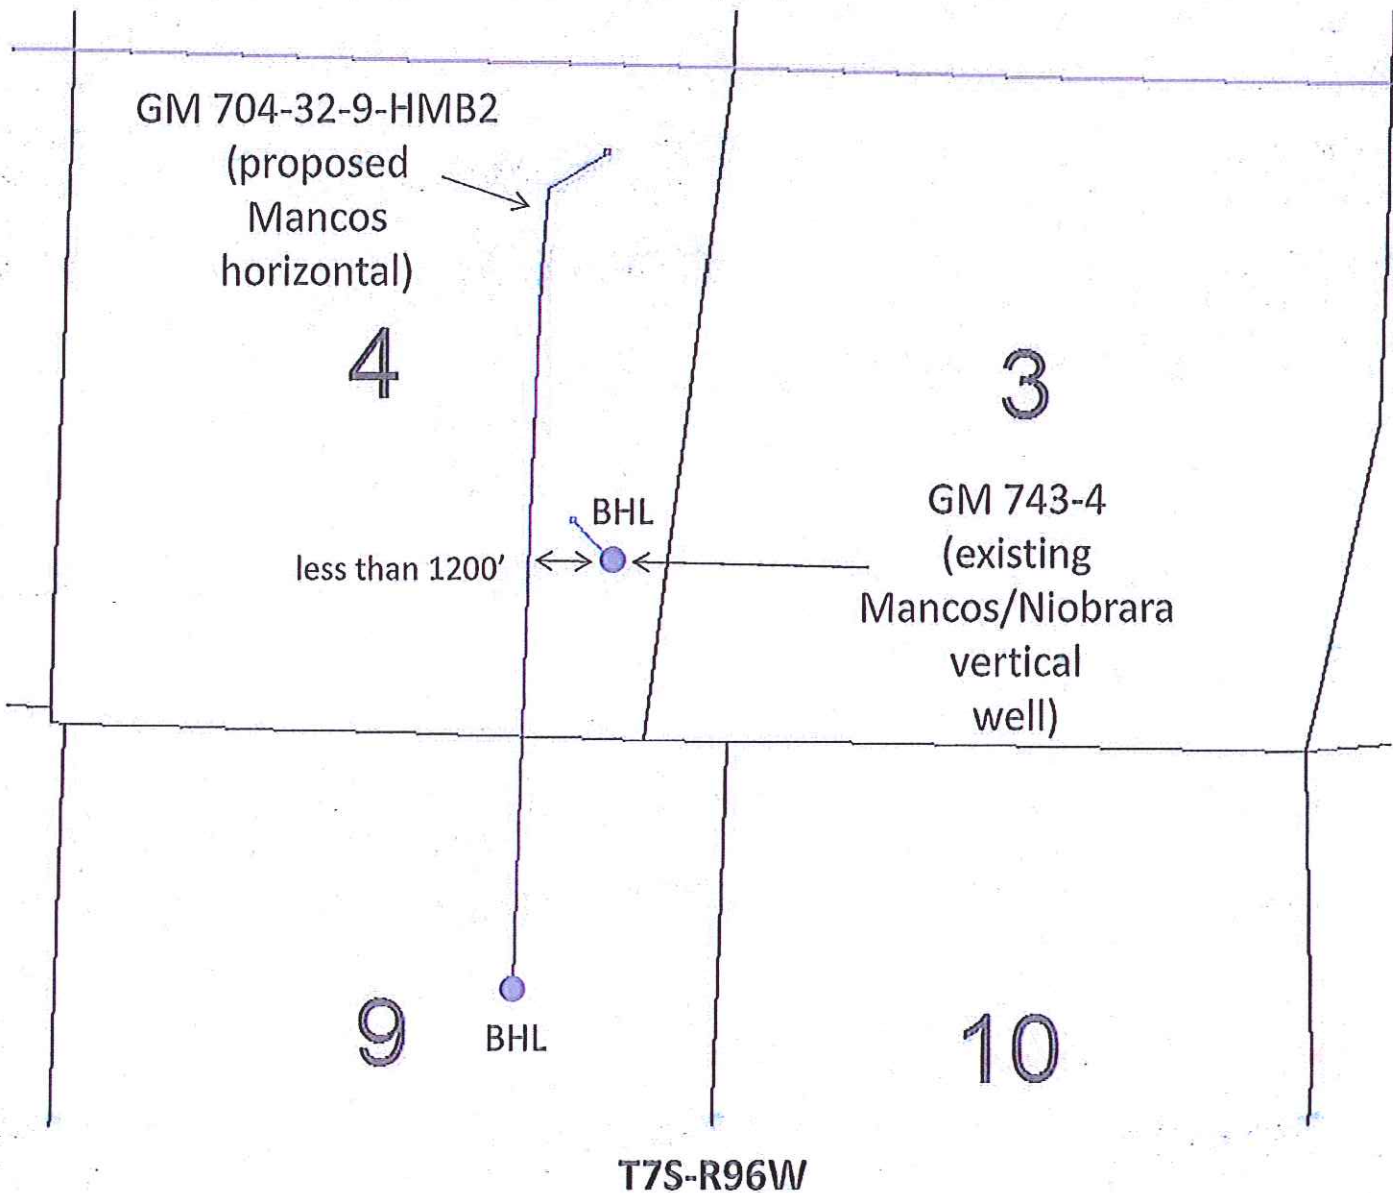 GM 704-32-9-HMB2
(proposed
Mancos
horizontal)
4
3
GM 743-4
(existing
Mancos/Niobrara
vertical
well)
BHL
less than 1200'
9
BHL
10
T7S-R96W